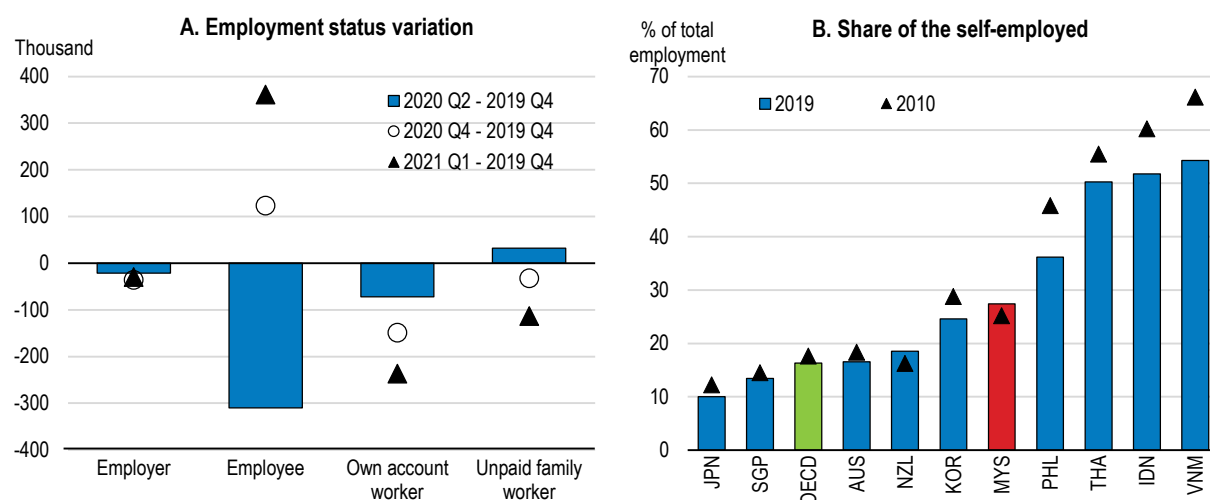 A. Employment status variation
Thousand
400
300
200
100
0
-100
-200
-300
-400
2020 Q2 - 2019 Q4
2020 Q4 - 2019 Q4
2021 Q1 - 2019 Q4
Employer
Employee
Own account
worker
Unpaid family
worker
B. Share of the self-employed
% of total
employment
70
60
50
40
30
20
10
0
2019
2010
JPN
SGP
OECD
AUS
NZL
KOR
MYS
PHL
THA
IDN
VNM